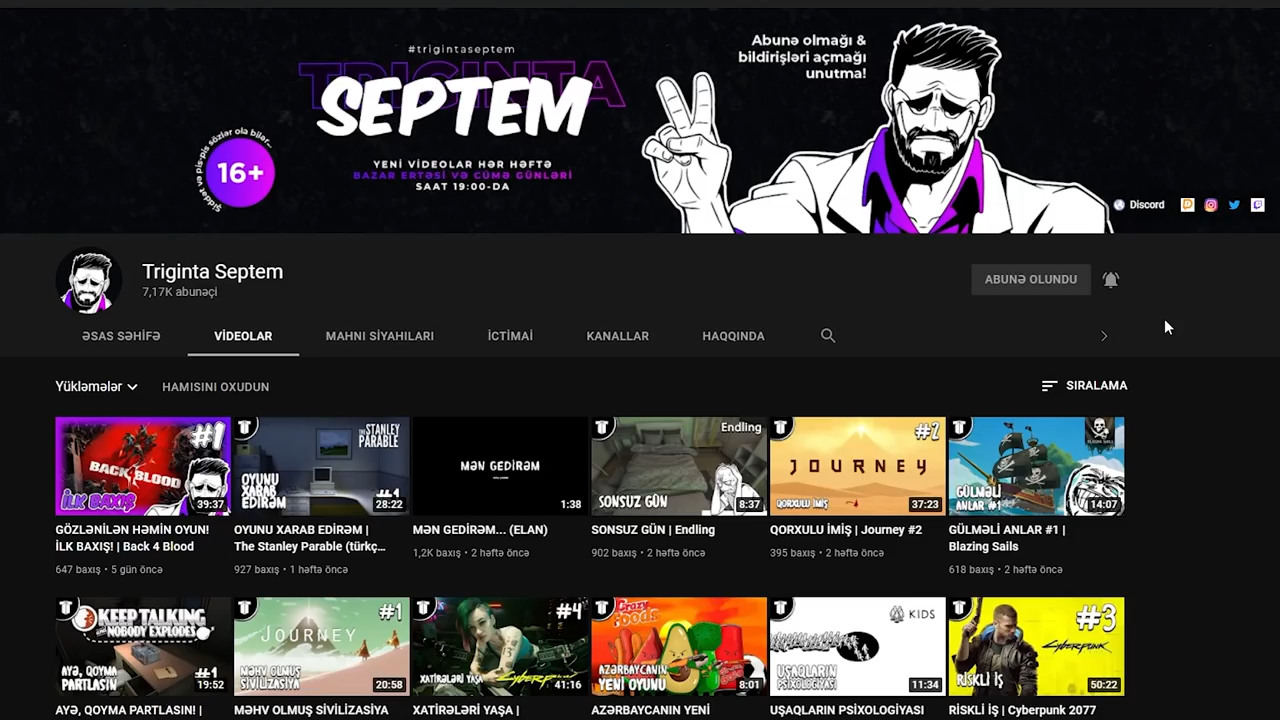 #trigintaseptem
TRIGINTA
SEPTEM
YENİ VİDEOLAR HƏR HƏFTƏ
BAZAR ERTƏSİ VƏ CÜMƏ GÜNLƏRİ
SAAT 19:00-DA
Şiddət və pis-pis sözlər ola bilər...
16+
Abunə olmağı &
bildirişləri açmağı
unutma!
Discord
Triginta Septem
7,17K abunəçi
ABUNƏ OLUNDU
ƏSAS SƏHİFƏ VİDEOLAR MAHNI SİYAHILARI İCTİMAİ KANALLAR HAQQINDA
Yükləmələr HAMISINI OXUDUN SIRALAMA
#1
BACK 4 BLOOD
İLK BAXIŞ
39:37
THE STANLEY
PARABLE
OYUNU
XARAB
EDİRƏM
#1
28:22
MƏN GEDİRƏM
1:38
Endling
SONSUZ GÜN
8:37
#2
JOURNEY
QORXULU İMİŞ
37:23
GÜLMƏLİ
ANLAR #1
14:07
GÖZLƏNİLƏN HƏMİN OYUN!
İLK BAXIŞ! | Back 4 Blood
647 baxış • 5 gün öncə
OYUNU XARAB EDİRƏM |
The Stanley Parable (türkç...
927 baxış • 1 həftə öncə
MƏN GEDİRƏM... (ELAN)
1,2K baxış • 2 həftə öncə
SONSUZ GÜN | Endling
902 baxış • 2 həftə öncə
QORXULU İMİŞ | Journey #2
395 baxış • 2 həftə öncə
GÜLMƏLİ ANLAR #1 |
Blazing Sails
618 baxış • 2 həftə öncə
KEEP TALKING
AND NOBODY EXPLODES
AYƏ, QOYMA
PARTLASIN
#1
19:52
#1
JOURNEY
MƏHV OLMUŞ
SİVİLİZASİYA
20:58
#4
XATİRƏLƏRİ YAŞA
CYBERPUNK
41:16
Crazy
Foods
AZƏRBAYCANIN
YENİ OYUNU
8:01
KIDS
UŞAQLARIN
PSİXOLOGİYASI
11:34
#3
CYBERPUNK
RİSKLİ İŞ
50:22
AYƏ, QOYMA PARTLASIN! |
MƏHV OLMUŞ SİVİLİZASİYA
XATİRƏLƏRİ YAŞA |
AZƏRBAYCANIN YENİ
UŞAQLARIN PSİXOLOGİYASI
RİSKLİ İŞ | Cyberpunk 2077